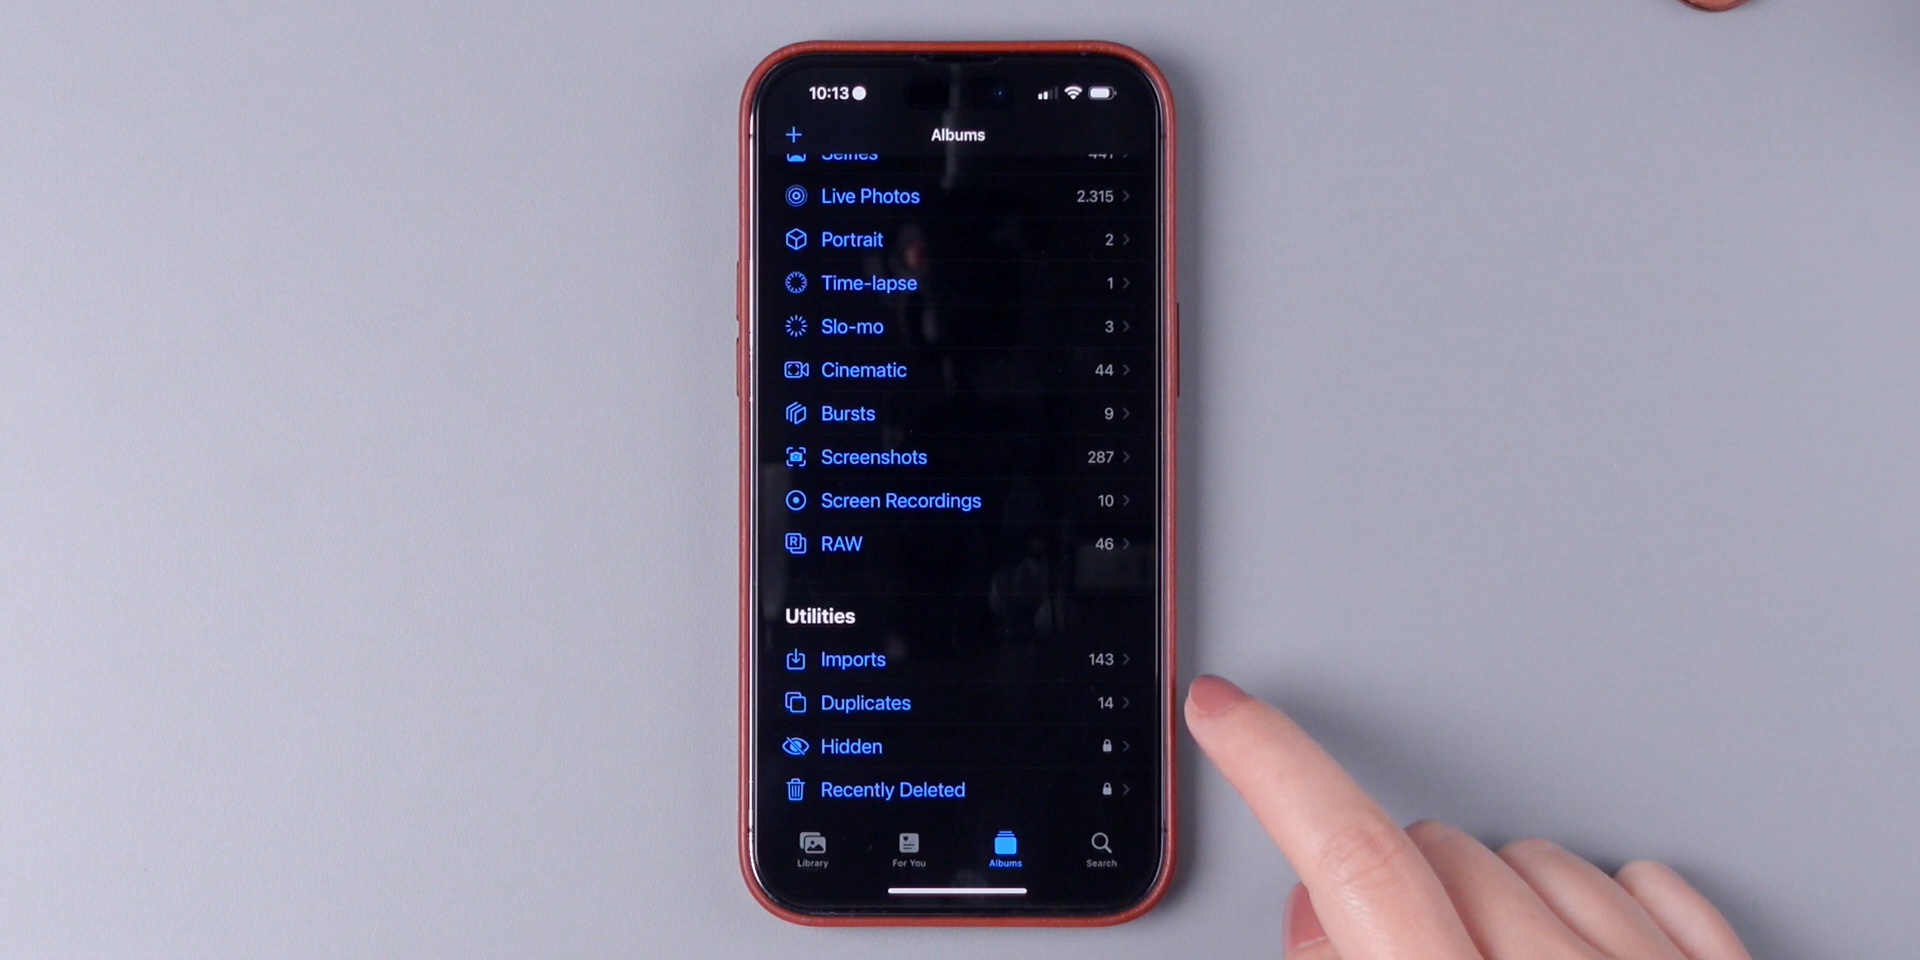 10:13
Albums
Selfies 441
Live Photos 2.315
Portrait 2
Time-lapse 1
Slo-mo 3
Cinematic 44
Bursts 9
Screenshots 287
Screen Recordings 10
RAW 46
Utilities
Imports 143
Duplicates 14
Hidden
Recently Deleted
Library For You Albums Search